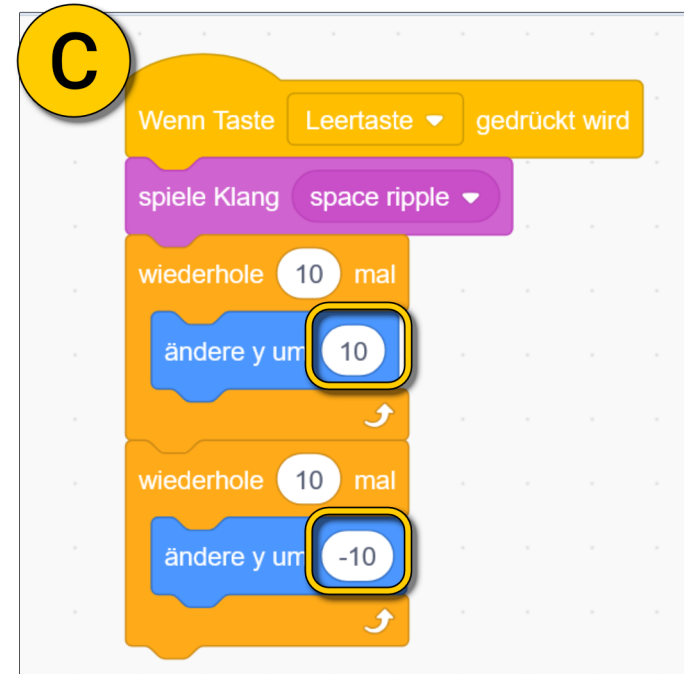 C
Wenn Taste Leertaste gedrückt wird
spiele Klang space ripple
wiederhole 10 mal
ändere y um 10
wiederhole 10 mal
ändere y um -10